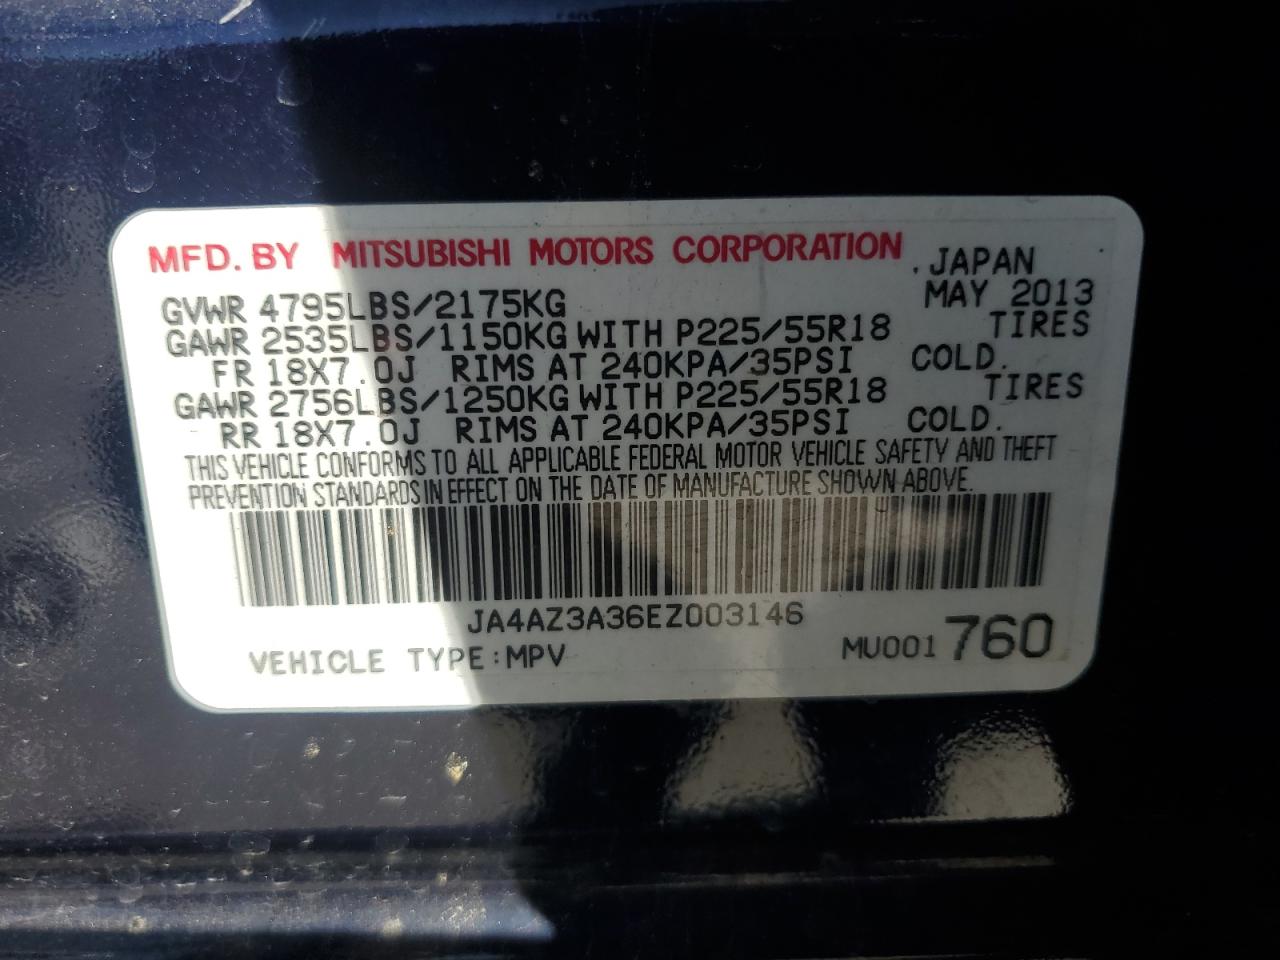 MFD. BY MITSUBISHI MOTORS CORPORATION . JAPAN
GVWR 4795LBS/2175KG MAY 2013
GAWR 2535LBS/1150KG WITH P225/55R18 TIRES
FR 18X7.0J RIMS AT 240KPA/35PSI COLD.
GAWR 2756LBS/1250KG WITH P225/55R18 TIRES
RR 18X7.0J RIMS AT 240KPA/35PSI COLD.
THIS VEHICLE CONFORMS TO ALL APPLICABLE FEDERAL MOTOR VEHICLE SAFETY AND THEFT
PREVENTION STANDARDS IN EFFECT ON THE DATE OF MANUFACTURE SHOWN ABOVE.
JA4AZ3A36EZ003146
VEHICLE TYPE:MPV MU001 760